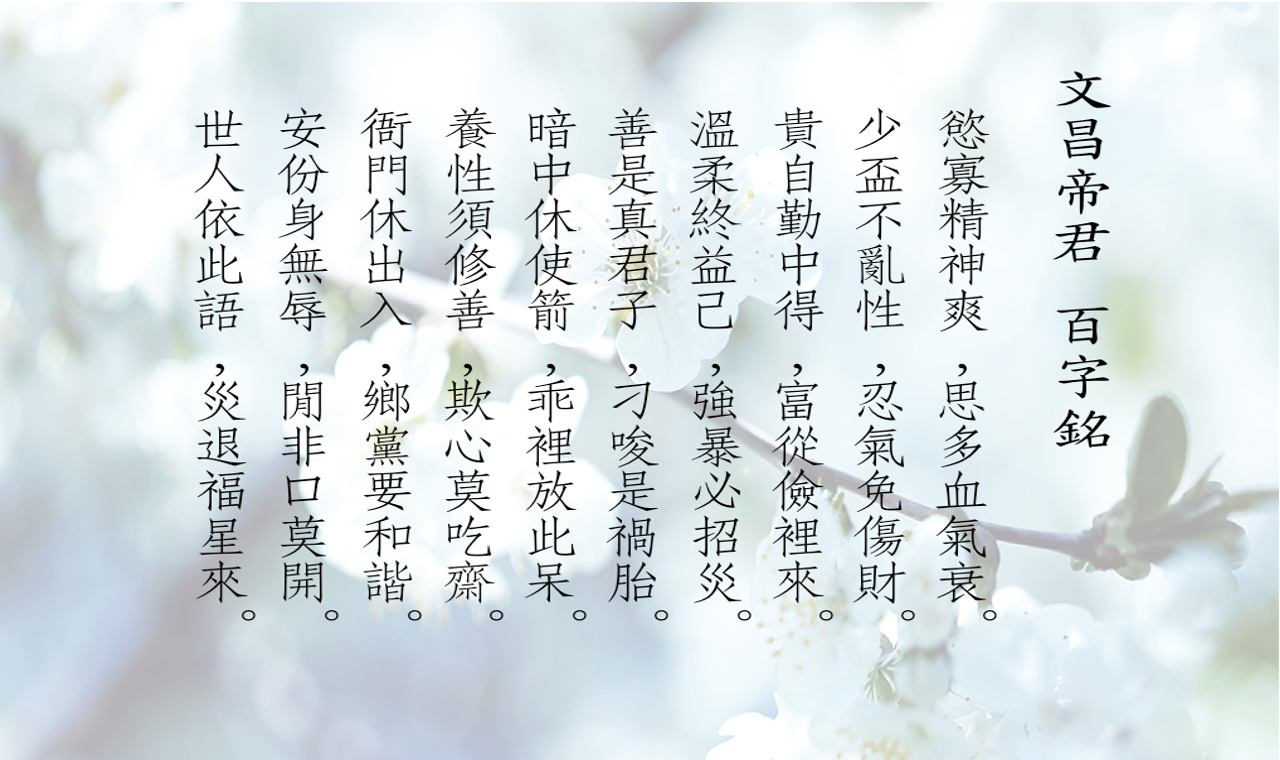 文昌帝君　百字銘
慾寡精神爽，思多血氣衰。
少盃不亂性，忍氣免傷財。
貴自勤中得，富從儉裡來。
溫柔終益己，強暴必招災。
善是真君子，刁唆是禍胎。
暗中休使箭，乖裡放此呆。
養性須修善，欺心莫吃齋。
衙門休出入，鄉黨要和諧。
安份身無辱，閒非口莫開。
世人依此語，災退福星來。